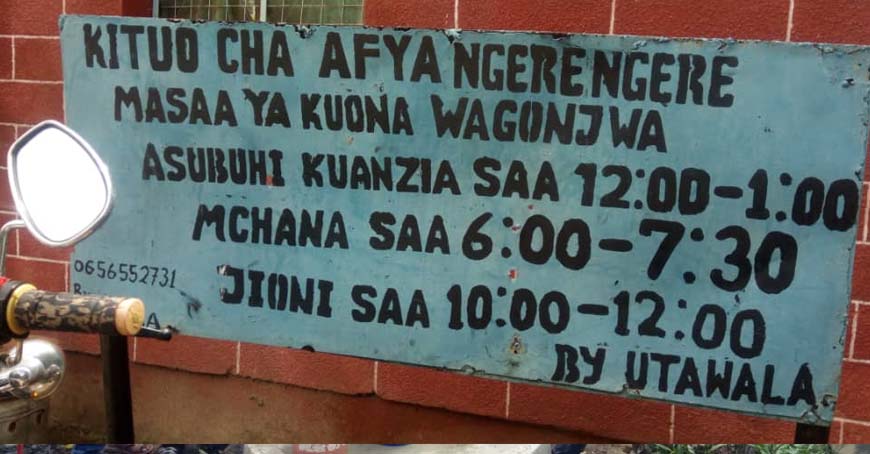 KITUO CHA AFYA NGERENGERE
MASAA YA KUONA WAGONJWA
ASUBUHI KUANZIA SAA 12:00-1:00
MCHANA SAA 6:00-7:30
JIONI SAA 10:00-12:00
BY UTAWALA.
0656552731